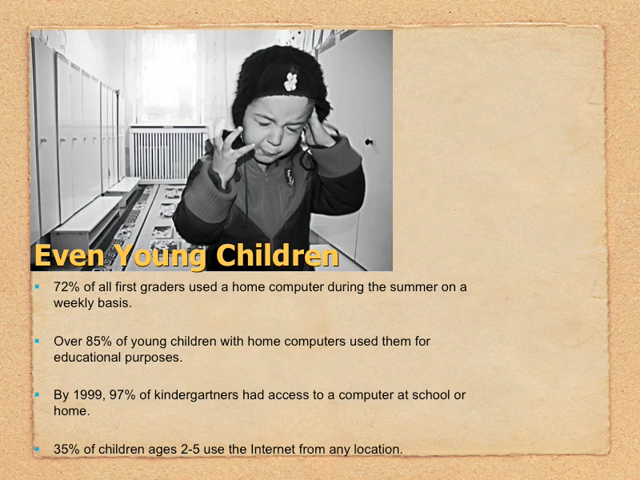 Even Young Children
72% of all first graders used a home computer during the summer on a
weekly basis.
Over 85% of young children with home computers used them for
educational purposes.
By 1999, 97% of kindergartners had access to a computer at school or
home.
35% of children ages 2-5 use the Internet from any location.